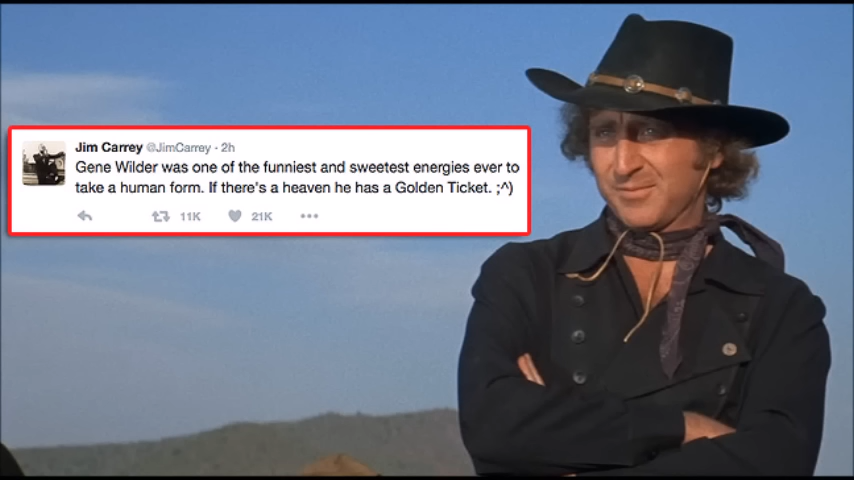 Jim Carrey @JimCarrey · 2h
Gene Wilder was one of the funniest and sweetest energies ever to
take a human form. If there's a heaven he has a Golden Ticket. ;^)
11K 21K